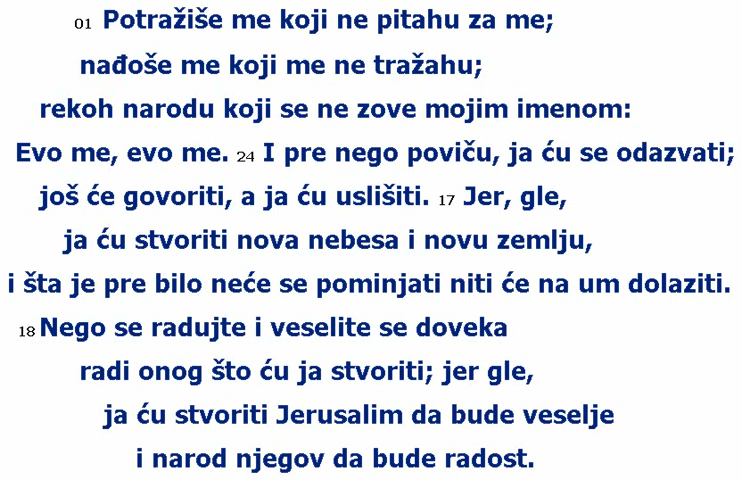 01 Potražiše me koji ne pitahu za me;
nađoše me koji me ne tražahu;
rekoh narodu koji se ne zove mojim imenom:
Evo me, evo me. 24 I pre nego poviču, ja ću se odazvati;
još će govoriti, a ja ću uslišiti. 17 Jer, gle,
ja ću stvoriti nova nebesa i novu zemlju,
i šta je pre bilo neće se pominjati niti će na um dolaziti.
18 Nego se radujte i veselite se doveka
radi onog što ću ja stvoriti; jer gle,
ja ću stvoriti Jerusalim da bude veselje
i narod njegov da bude radost.